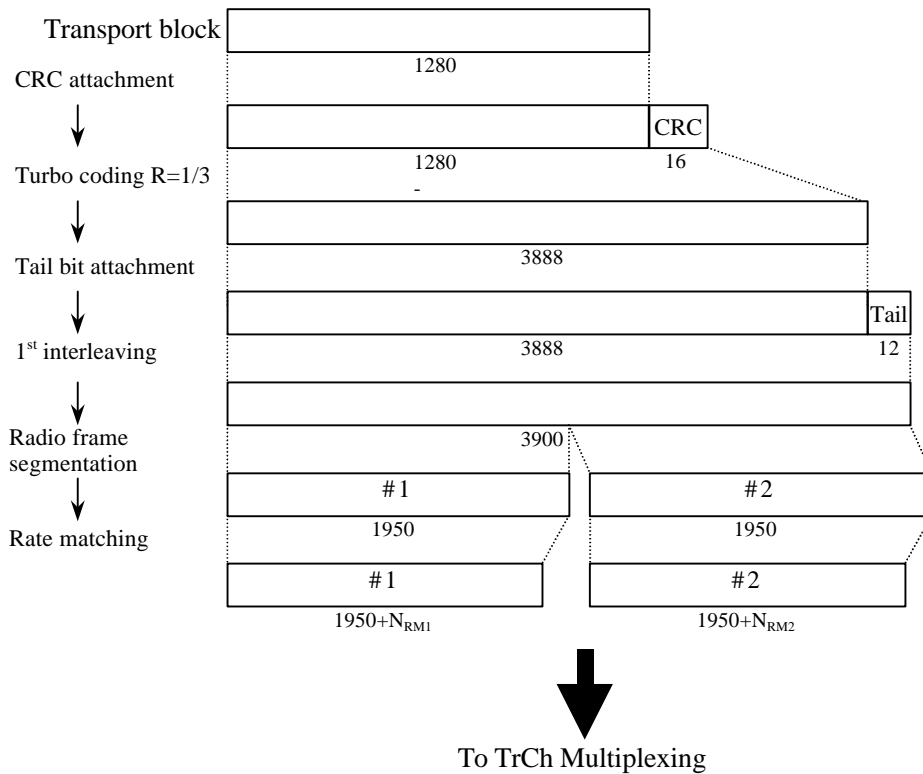 Transport block
1280
CRC attachment
CRC
1280
16
Turbo coding R=1/3
-
3888
Tail bit attachment
Tail
3888
12
1st interleaving
3900
Radio frame
segmentation
#1
#2
1950
1950
Rate matching
#1
#2
1950+NRM1
1950+NRM2
To TrCh Multiplexing